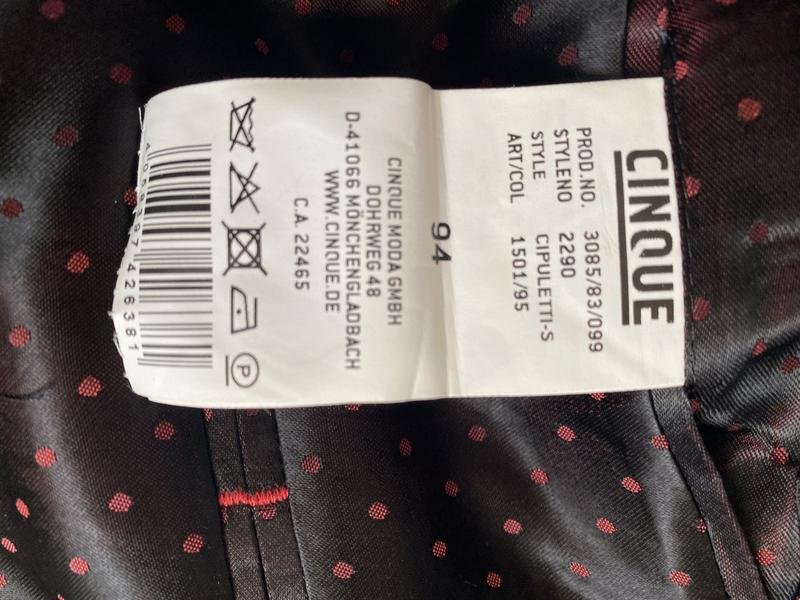 CINQUE
PROD.NO. 3085/83/099
STYLENO 2290
STYLE CIPULETTI-S
ART/COL 1501/95
94
CINQUE MODA GMBH
DOHRWEG 48
D-41066 MÖNCHENGLADBACH
WWW.CINQUE.DE
C.A. 22465
P
426381